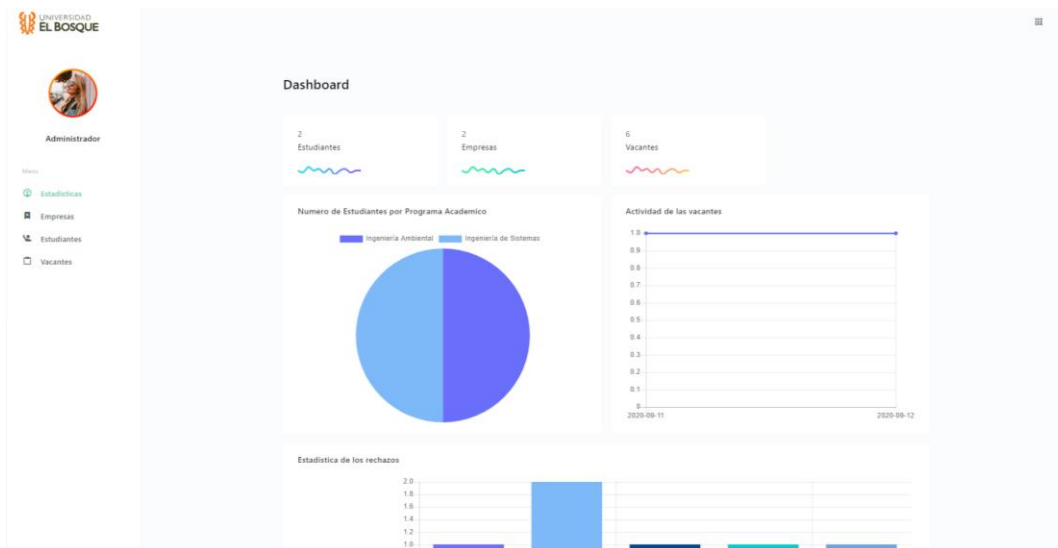 UNIVERSIDAD
EL BOSQUE
Administrador
Menu
Estadísticas
Empresas
Estudiantes
Vacantes
Dashboard
2
Estudiantes
2
Empresas
6
Vacantes
Numero de Estudiantes por Programa Academico
Ingeniería Ambiental
Ingeniería de Sistemas
Actividad de las vacantes
1.0
0.9
0.8
0.7
0.6
0.5
0.4
0.3
0.2
0.1
0
2020-09-11
2020-09-12
Estadistica de los rechazos
2.0
1.8
1.6
1.4
1.2
1.0